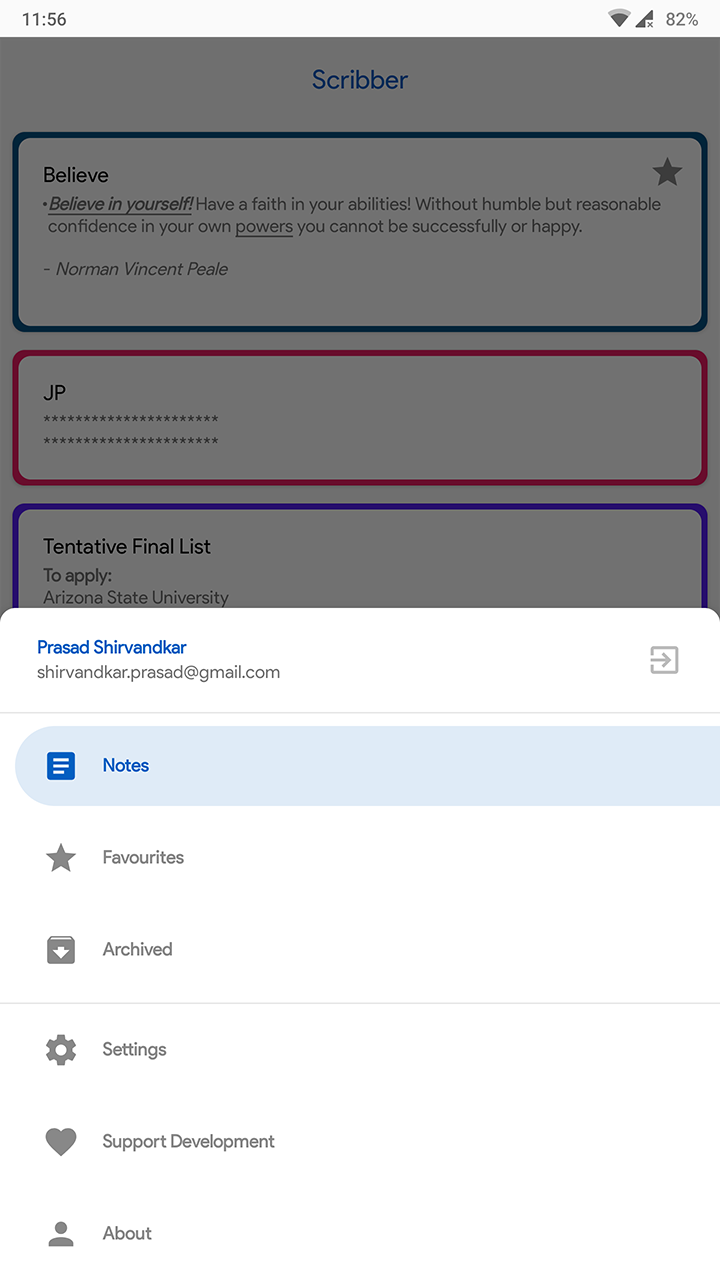 11:56
82%
Scribber
Believe
•Believe in yourself! Have a faith in your abilities! Without humble but reasonable
confidence in your own powers you cannot be successfully or happy.
- Norman Vincent Peale
JP
**********************
**********************
Tentative Final List
To apply:
Arizona State University
Prasad Shirvandkar
shirvandkar.prasad@gmail.com
Notes
Favourites
Archived
Settings
Support Development
About